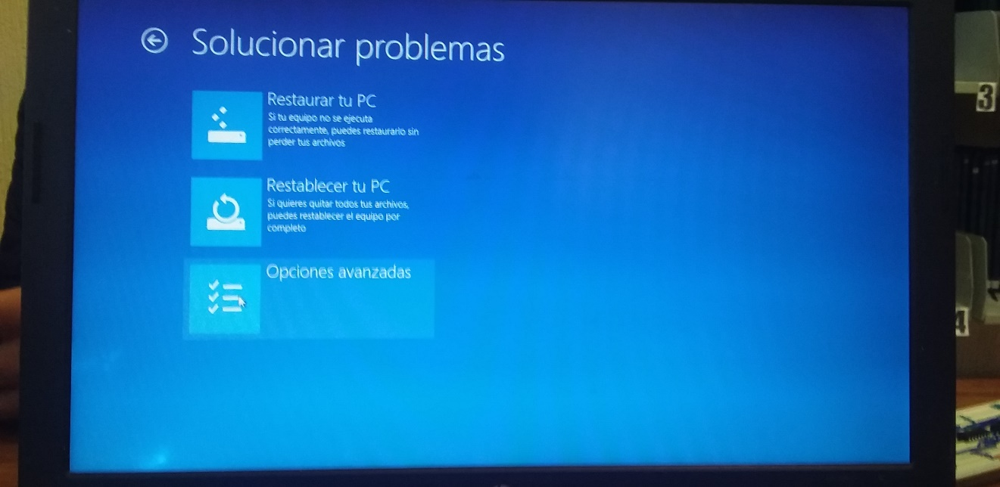 Solucionar problemas
Restaurar tu PC
Si tu equipo no se ejecuta
correctamente, puedes restaurarlo sin
perder tus archivos
Restablecer tu PC
Si quieres quitar todos tus archivos,
puedes restablecer el equipo por
completo
Opciones avanzadas
3
4